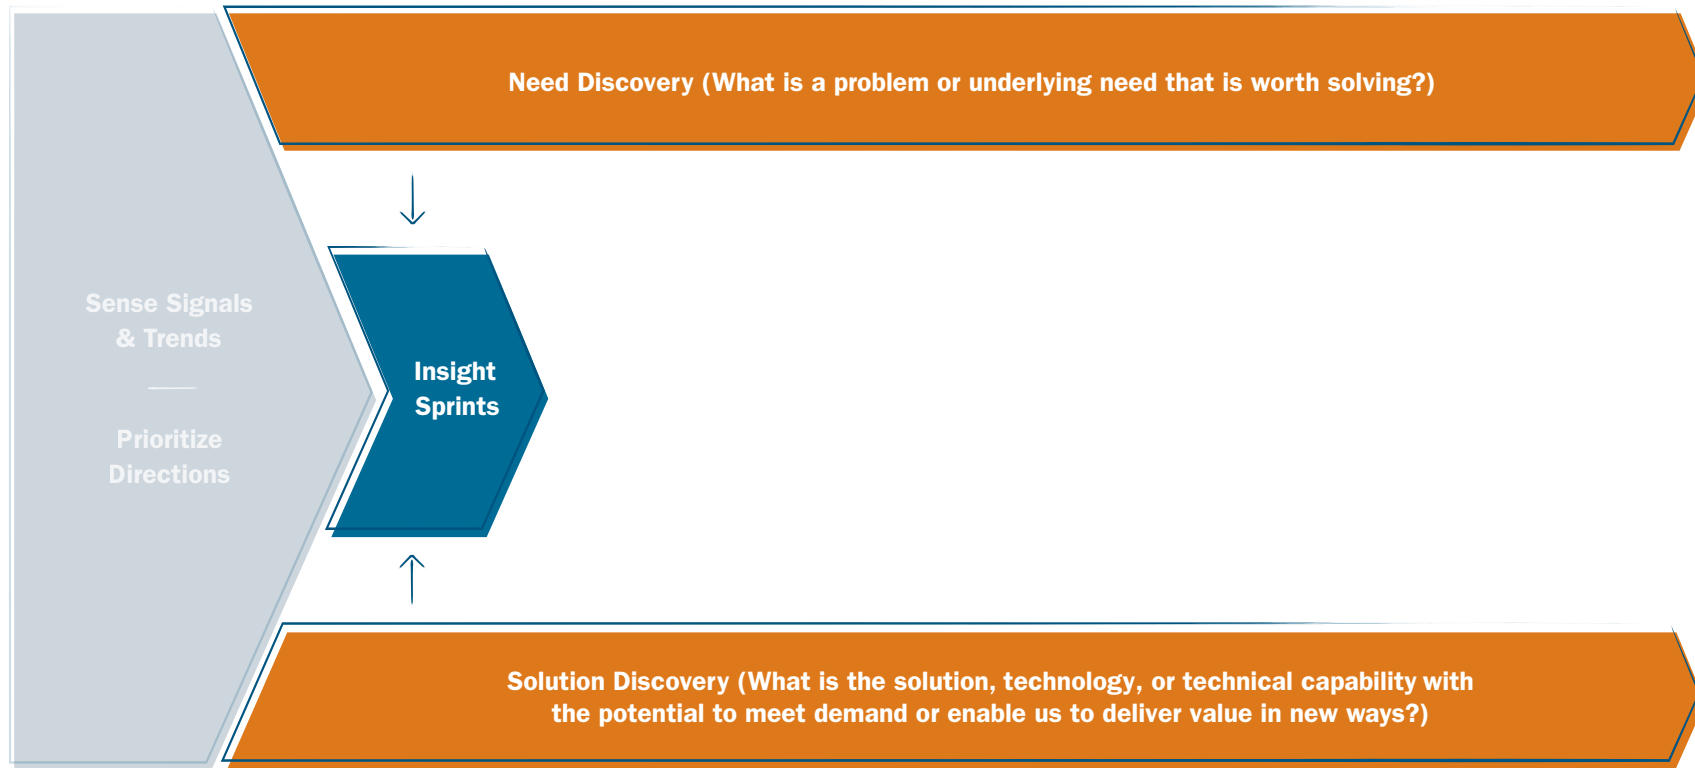 Need Discovery (What is a problem or underlying need that is worth solving?)
Sense Signals
& Trends
Prioritize
Directions
Insight
Sprints
Solution Discovery (What is the solution, technology, or technical capability with
the potential to meet demand or enable us to deliver value in new ways?)